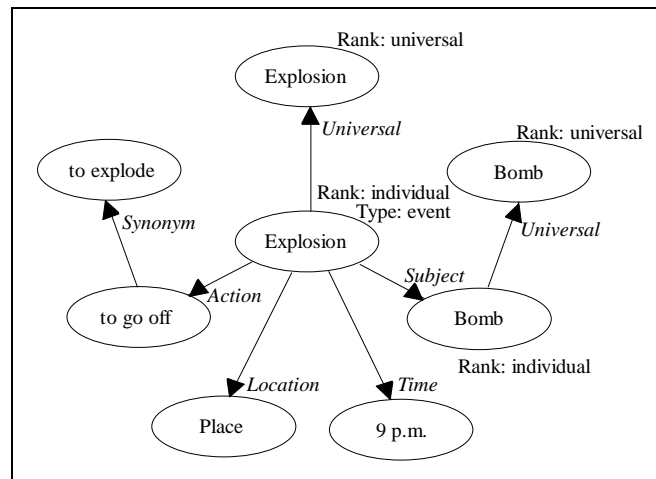 Rank: universal
Explosion
Universal
Rank: universal
Bomb
to explode
Rank: individual
Type: event
Universal
Synonym
Explosion
Subject
Action
to go off
Bomb
Rank: individual
Location
Time
Place
9 p.m.